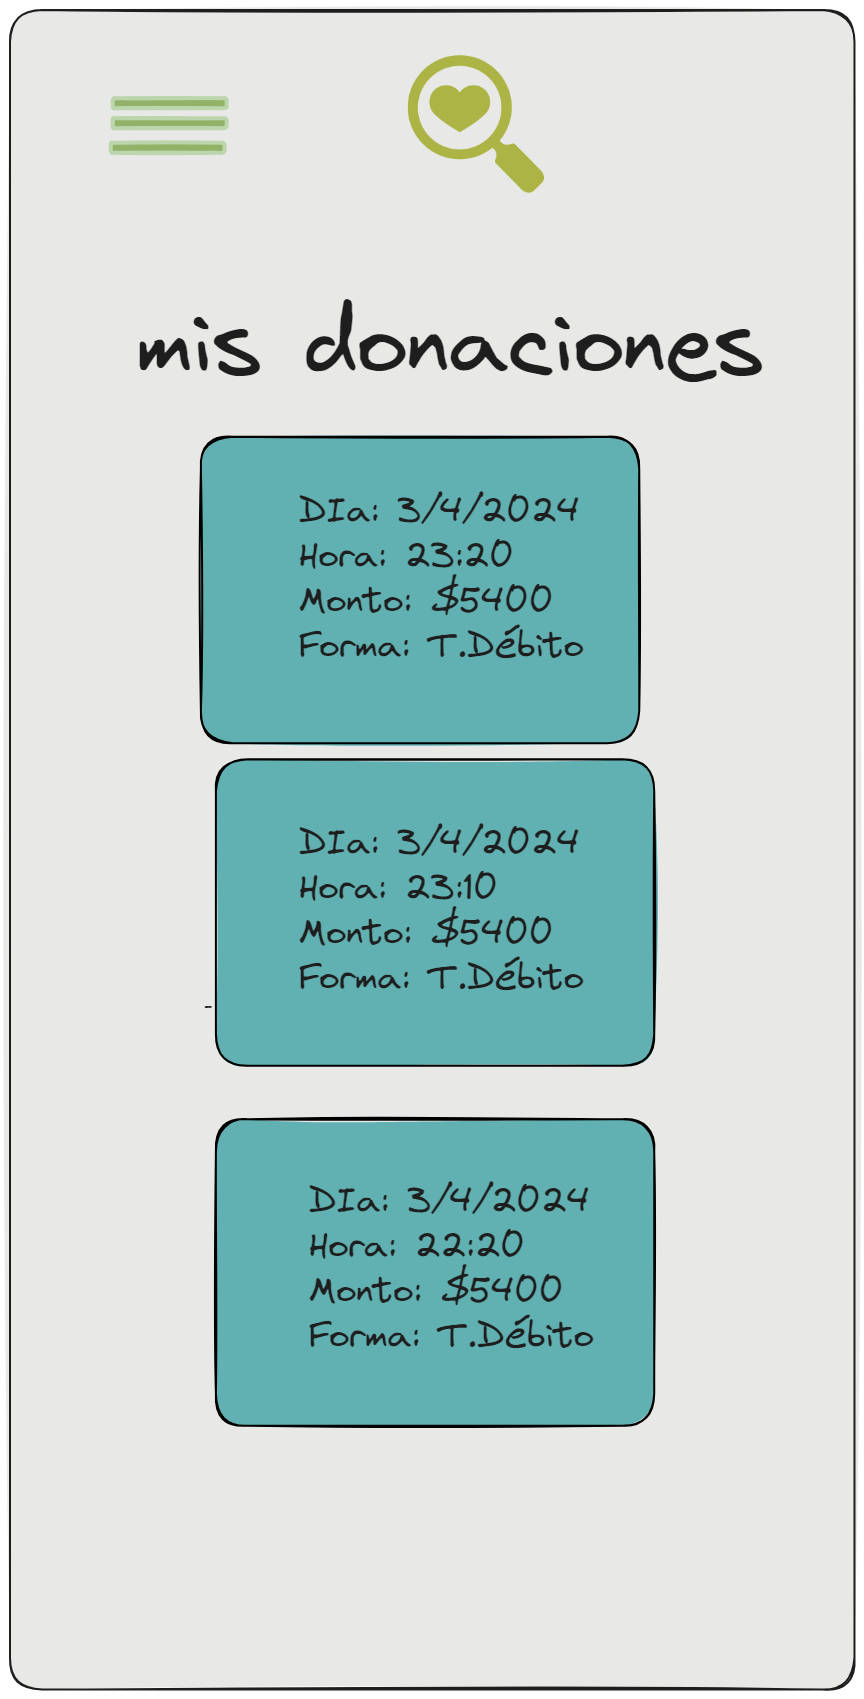 mis donaciones
DIa: 3/4/2024
Hora: 23:20
Monto: $5400
Forma: T.Débito
DIa: 3/4/2024
Hora: 23:10
Monto: $5400
Forma: T.Débito
DIa: 3/4/2024
Hora: 22:20
Monto: $5400
Forma: T.Débito